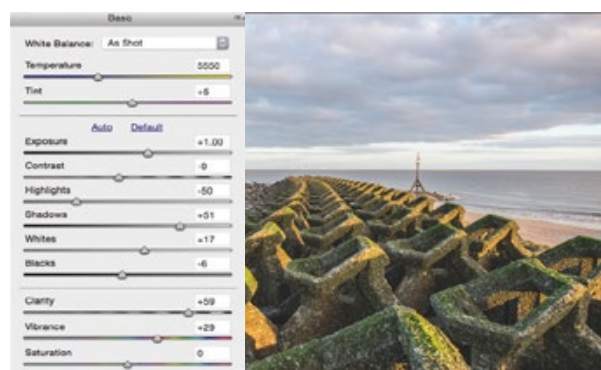 Basic
White Balance: As Shot
Temperature 5550
Tint +5
Auto Default
Exposure +1.00
Contrast -9
Highlights -50
Shadows +51
Whites +17
Blacks -6
Clarity +59
Vibrance +29
Saturation 0